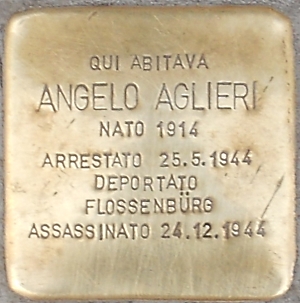 QUI ABITAVA
ANGELO AGLIERI
NATO 1914
ARRESTATO 25.5.1944
DEPORTATO
FLOSSENBÜRG
ASSASSINATO 24.12.1944